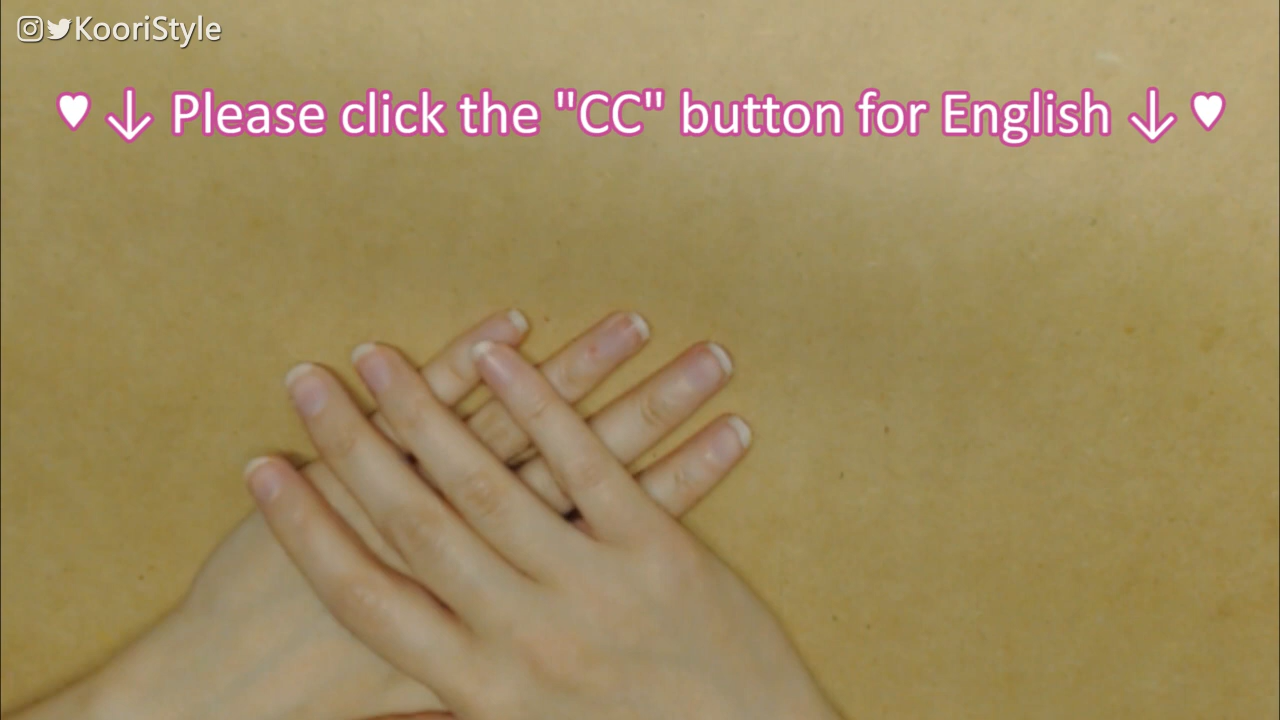 KooriStyle
♥ ↓ Please click the "CC" button for English ↓ ♥